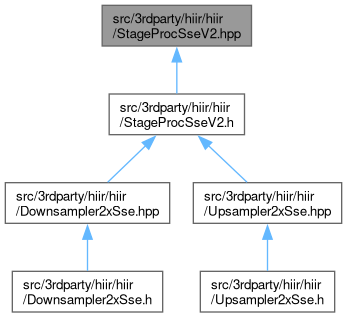 src/3rdparty/hiir/hiir
/StageProcSseV2.hpp
src/3rdparty/hiir/hiir
/StageProcSseV2.h
src/3rdparty/hiir/hiir
/Downsampler2xSse.hpp
src/3rdparty/hiir/hiir
/Upsampler2xSse.hpp
src/3rdparty/hiir/hiir
/Downsampler2xSse.h
src/3rdparty/hiir/hiir
/Upsampler2xSse.h